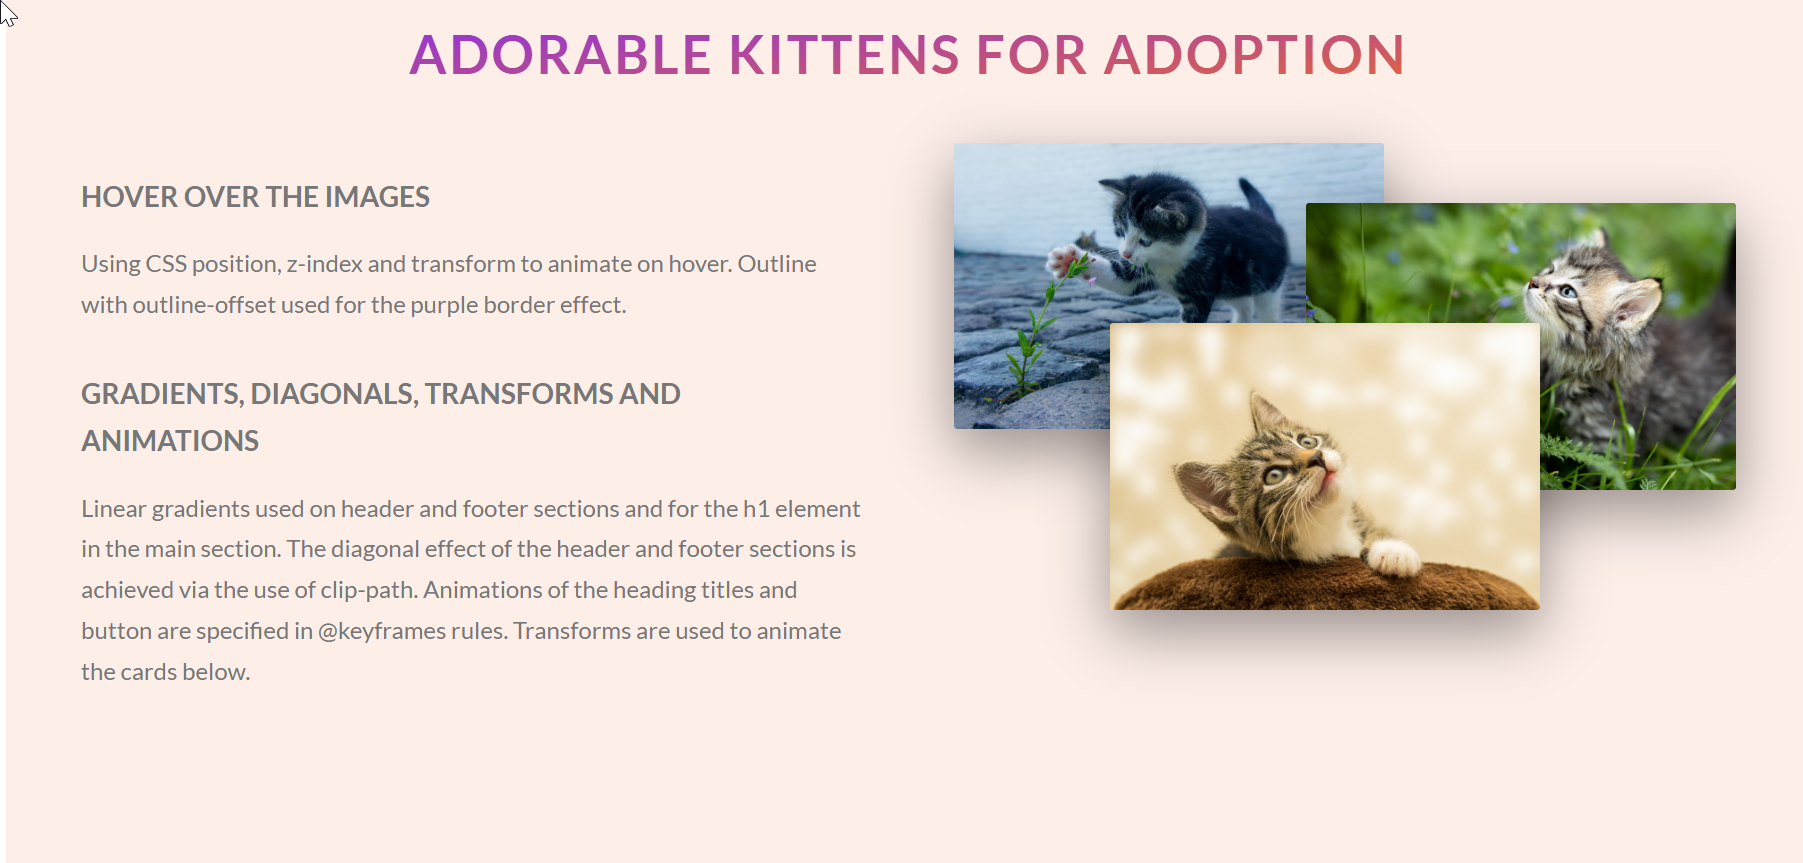 ADORABLE KITTENS FOR ADOPTION
HOVER OVER THE IMAGES
Using CSS position, z-index and transform to animate on hover. Outline
with outline-offset used for the purple border effect.
GRADIENTS, DIAGONALS, TRANSFORMS AND
ANIMATIONS
Linear gradients used on header and footer sections and for the h1 element
in the main section. The diagonal effect of the header and footer sections is
achieved via the use of clip-path. Animations of the heading titles and
button are specified in @keyframes rules. Transforms are used to animate
the cards below.